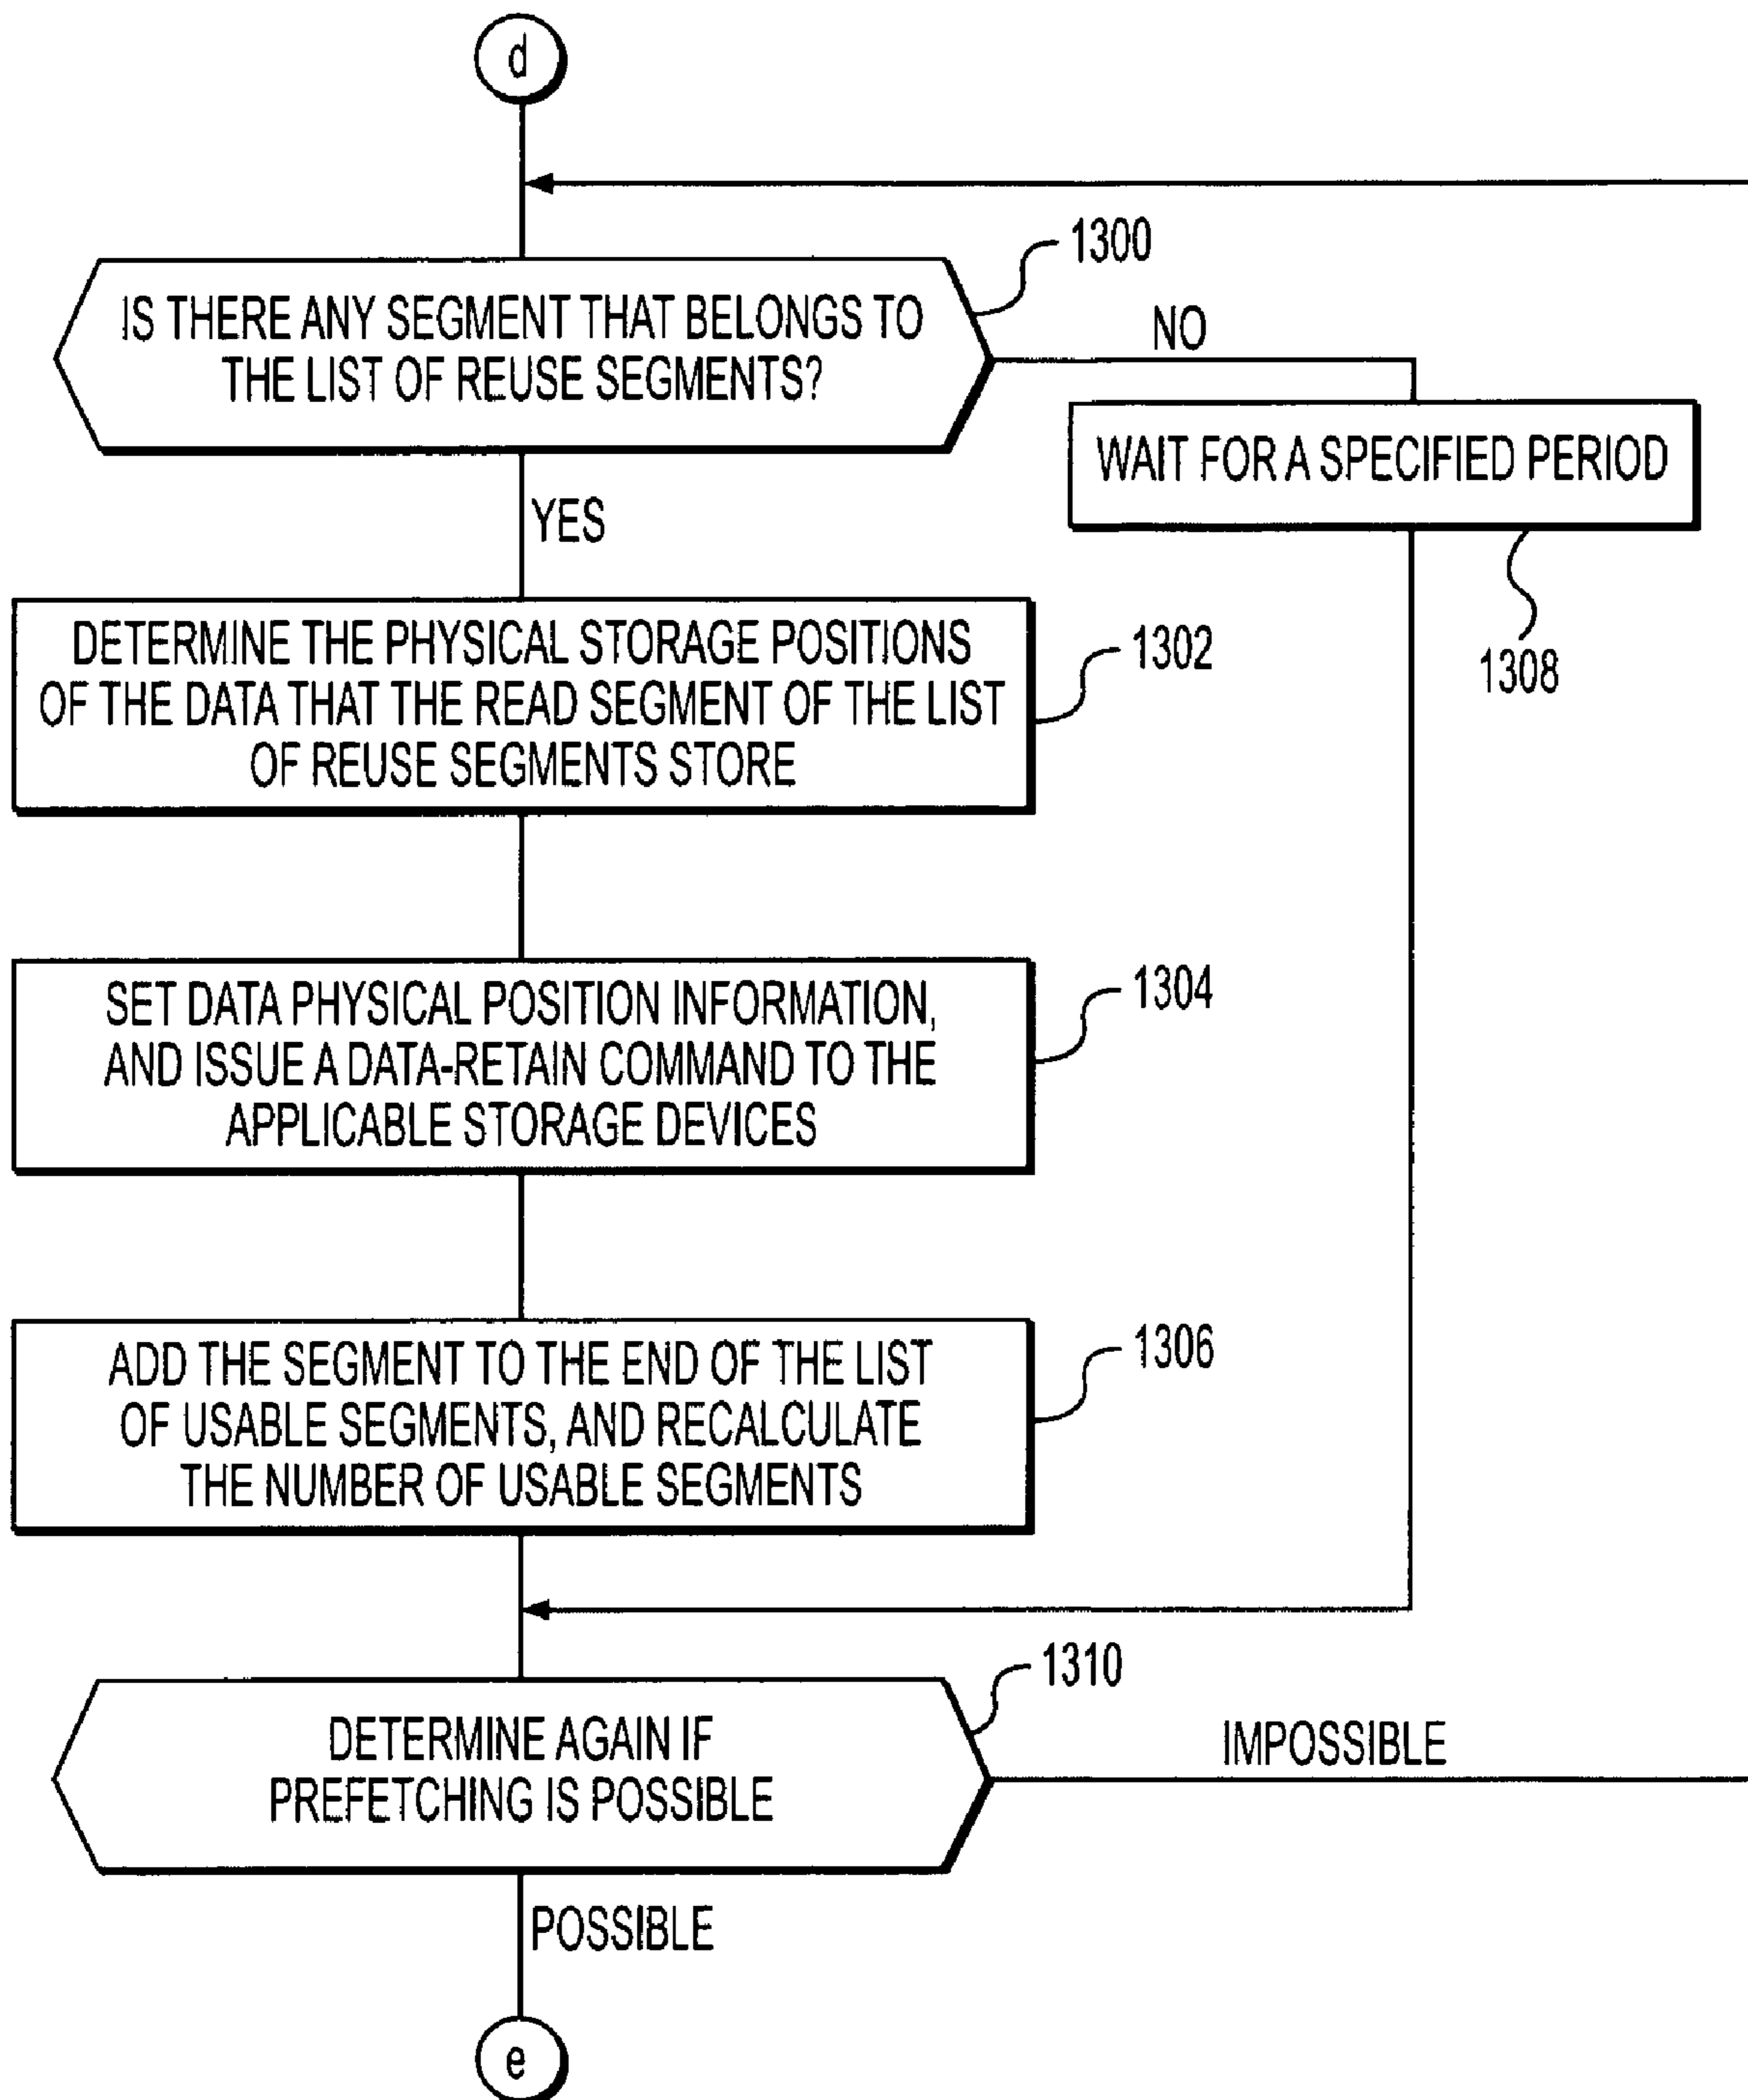 d
1300
IS THERE ANY SEGMENT THAT BELONGS TO
THE LIST OF REUSE SEGMENTS?
NO
WAIT FOR A SPECIFIED PERIOD
1308
YES
DETERMINE THE PHYSICAL STORAGE POSITIONS
OF THE DATA THAT THE READ SEGMENT OF THE LIST
OF REUSE SEGMENTS STORE
1302
SET DATA PHYSICAL POSITION INFORMATION,
AND ISSUE A DATA-RETAIN COMMAND TO THE
APPLICABLE STORAGE DEVICES
1304
ADD THE SEGMENT TO THE END OF THE LIST
OF USABLE SEGMENTS, AND RECALCULATE
THE NUMBER OF USABLE SEGMENTS
1306
1310
DETERMINE AGAIN IF
PREFETCHING IS POSSIBLE
IMPOSSIBLE
POSSIBLE
e